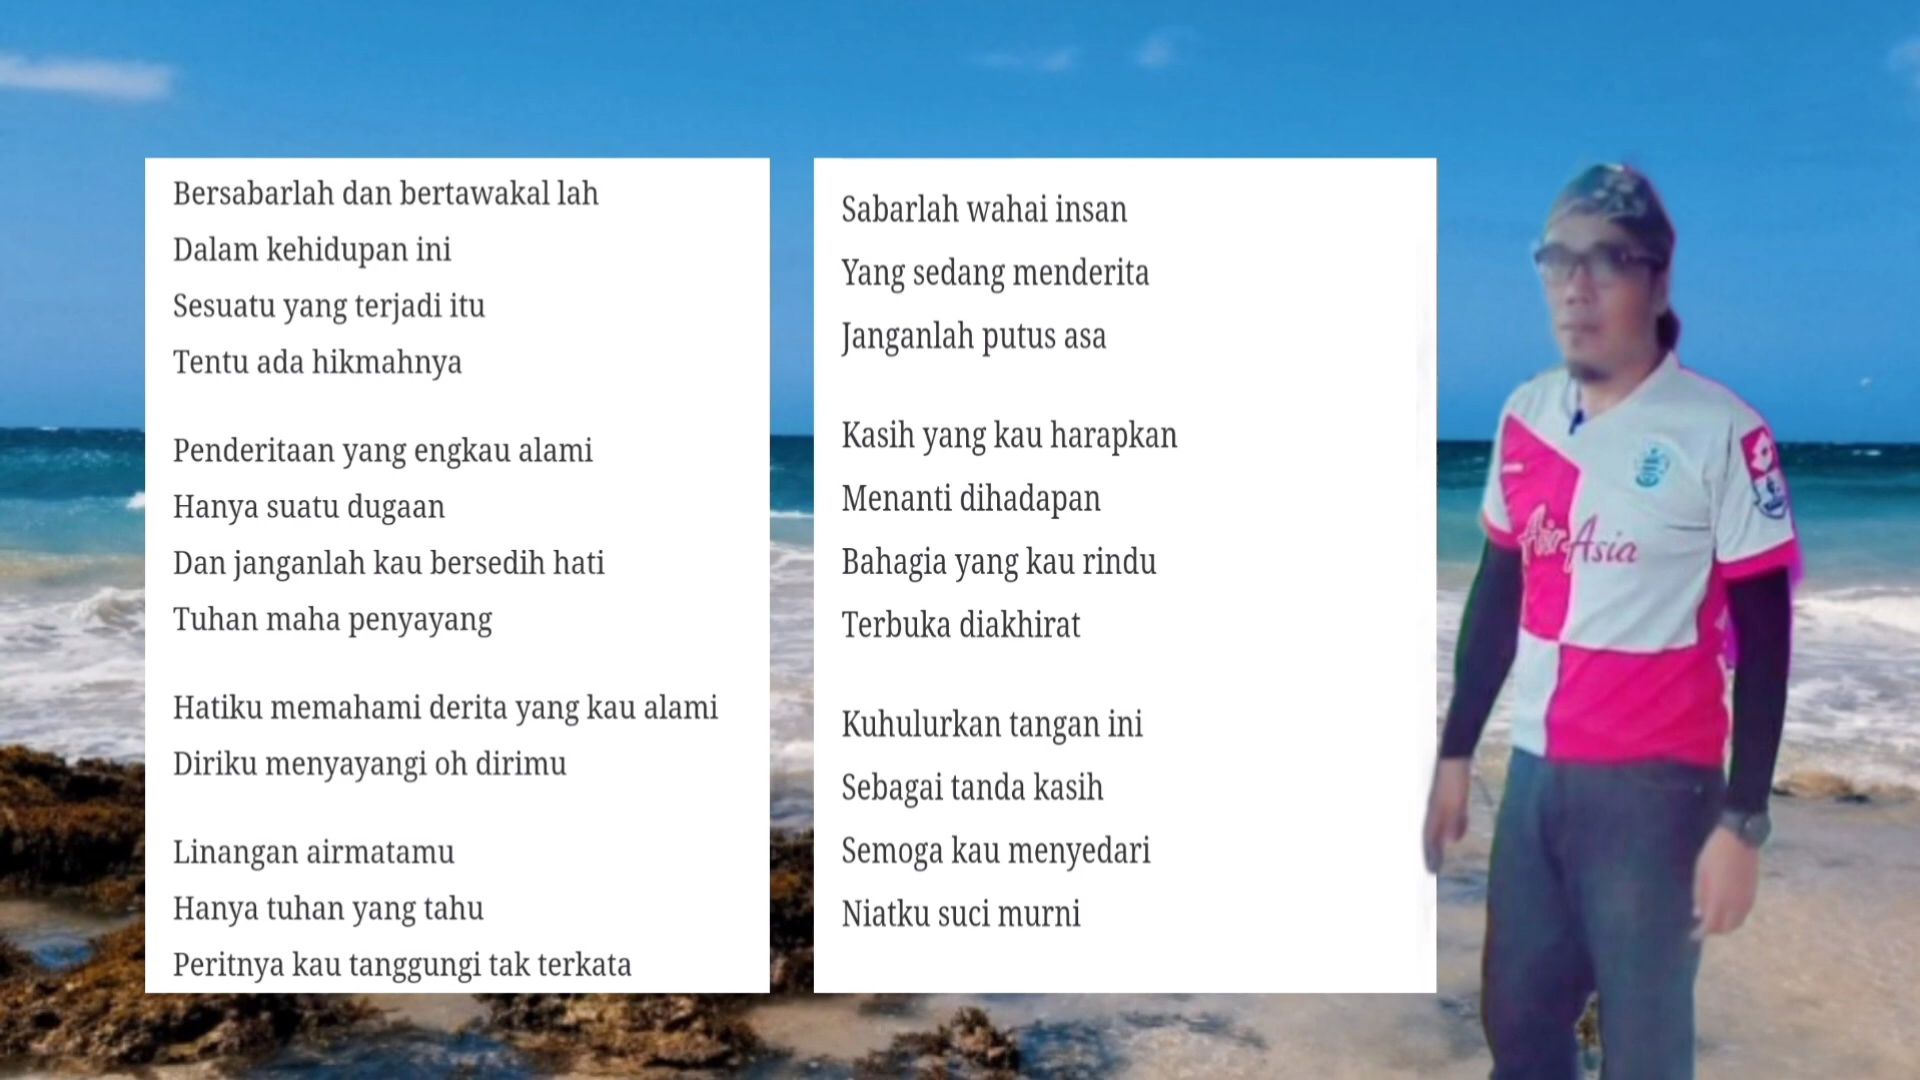 Bersabarlah dan bertawakal lah
Dalam kehidupan ini
Sesuatu yang terjadi itu
Tentu ada hikmahnya
Penderitaan yang engkau alami
Hanya suatu dugaan
Dan janganlah kau bersedih hati
Tuhan maha penyayang
Hatiku memahami derita yang kau alami
Diriku menyayangi oh dirimu
Linangan airmatamu
Hanya tuhan yang tahu
Peritnya kau tanggungi tak terkata
Sabarlah wahai insan
Yang sedang menderita
Janganlah putus asa
Kasih yang kau harapkan
Menanti dihadapan
Bahagia yang kau rindu
Terbuka diakhirat
Kuhulurkan tangan ini
Sebagai tanda kasih
Semoga kau menyedari
Niatku suci murni
AirAsia